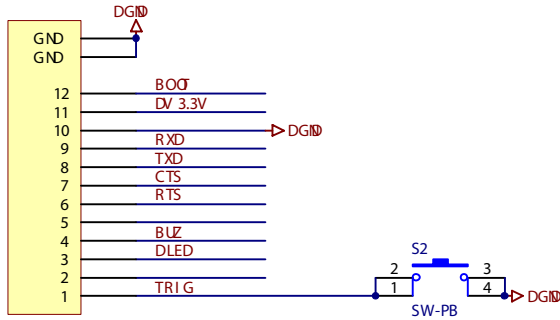 DGND
GND
GND
12 BOOT
11 DV 3.3V
10 DGND
9 RXD
8 TXD
7 CTS
6 RTS
5
4 BUZ
3 DLED
2
1 TRIG
S2
2 3
1 4
DGND
SW-PB